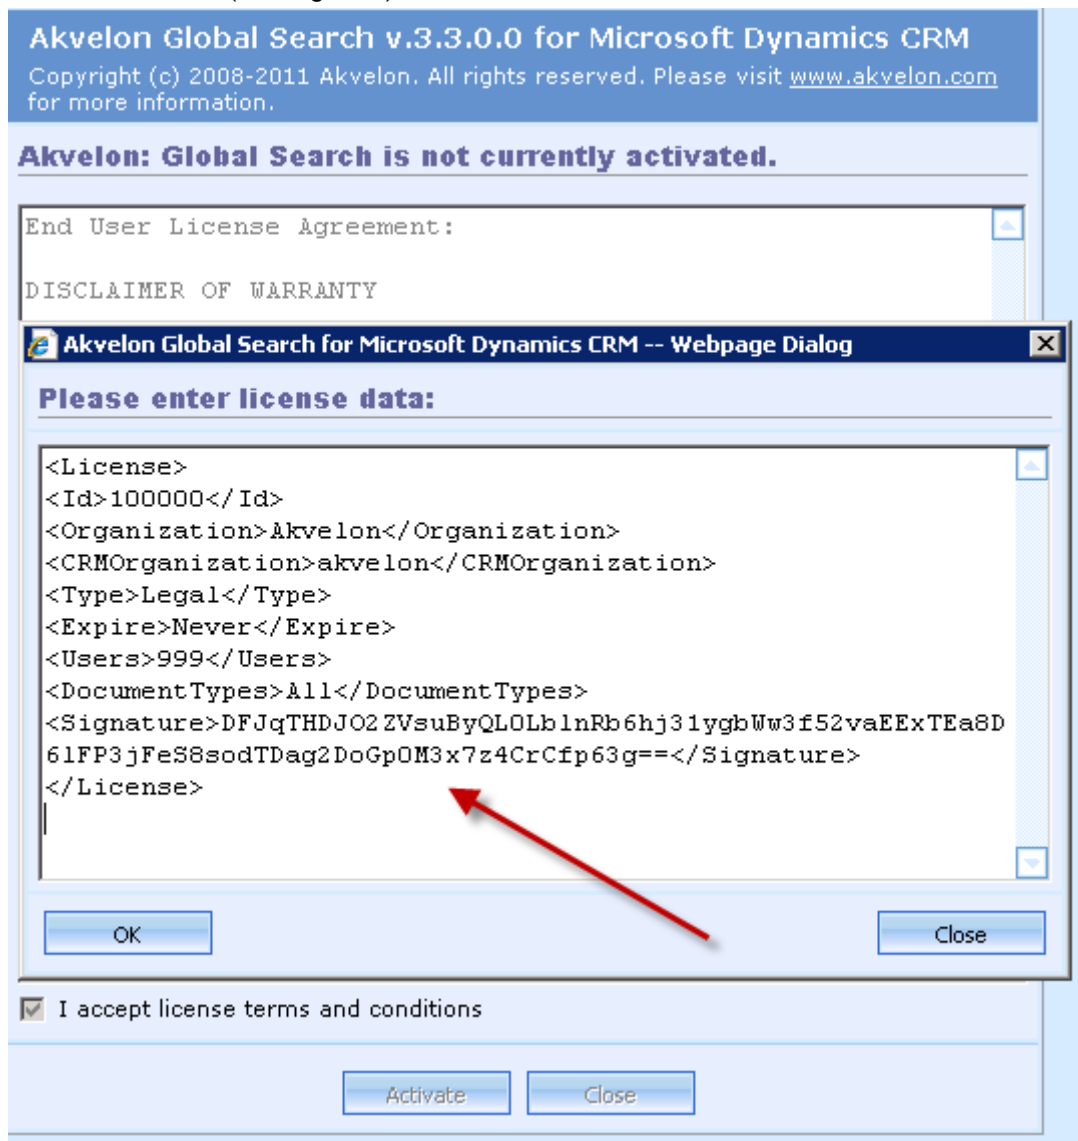 Akvelon Global Search v.3.3.0.0 for Microsoft Dynamics CRM
Copyright (c) 2008-2011 Akvelon. All rights reserved. Please visit www.akvelon.com
for more information.
Akvelon: Global Search is not currently activated.
End User License Agreement:
DISCLAIMER OF WARRANTY
Akvelon Global Search for Microsoft Dynamics CRM -- Webpage Dialog
Please enter license data:
<License>
<Id>100000</Id>
<Organization>Akvelon</Organization>
<CRMOrganization>akvelon</CRMOrganization>
<Type>Legal</Type>
<Expire>Never</Expire>
<Users>999</Users>
<DocumentTypes>All</DocumentTypes>
<Signature>DFJqTHDJO2ZVsuByQLOLblnRb6hj31ygbWw3f52vaEExTEa8D
6lFP3jFeS8sodTDag2DoGpOM3x7z4CrCfp63g==</Signature>
</License>
OK
Close
I accept license terms and conditions
Activate
Close